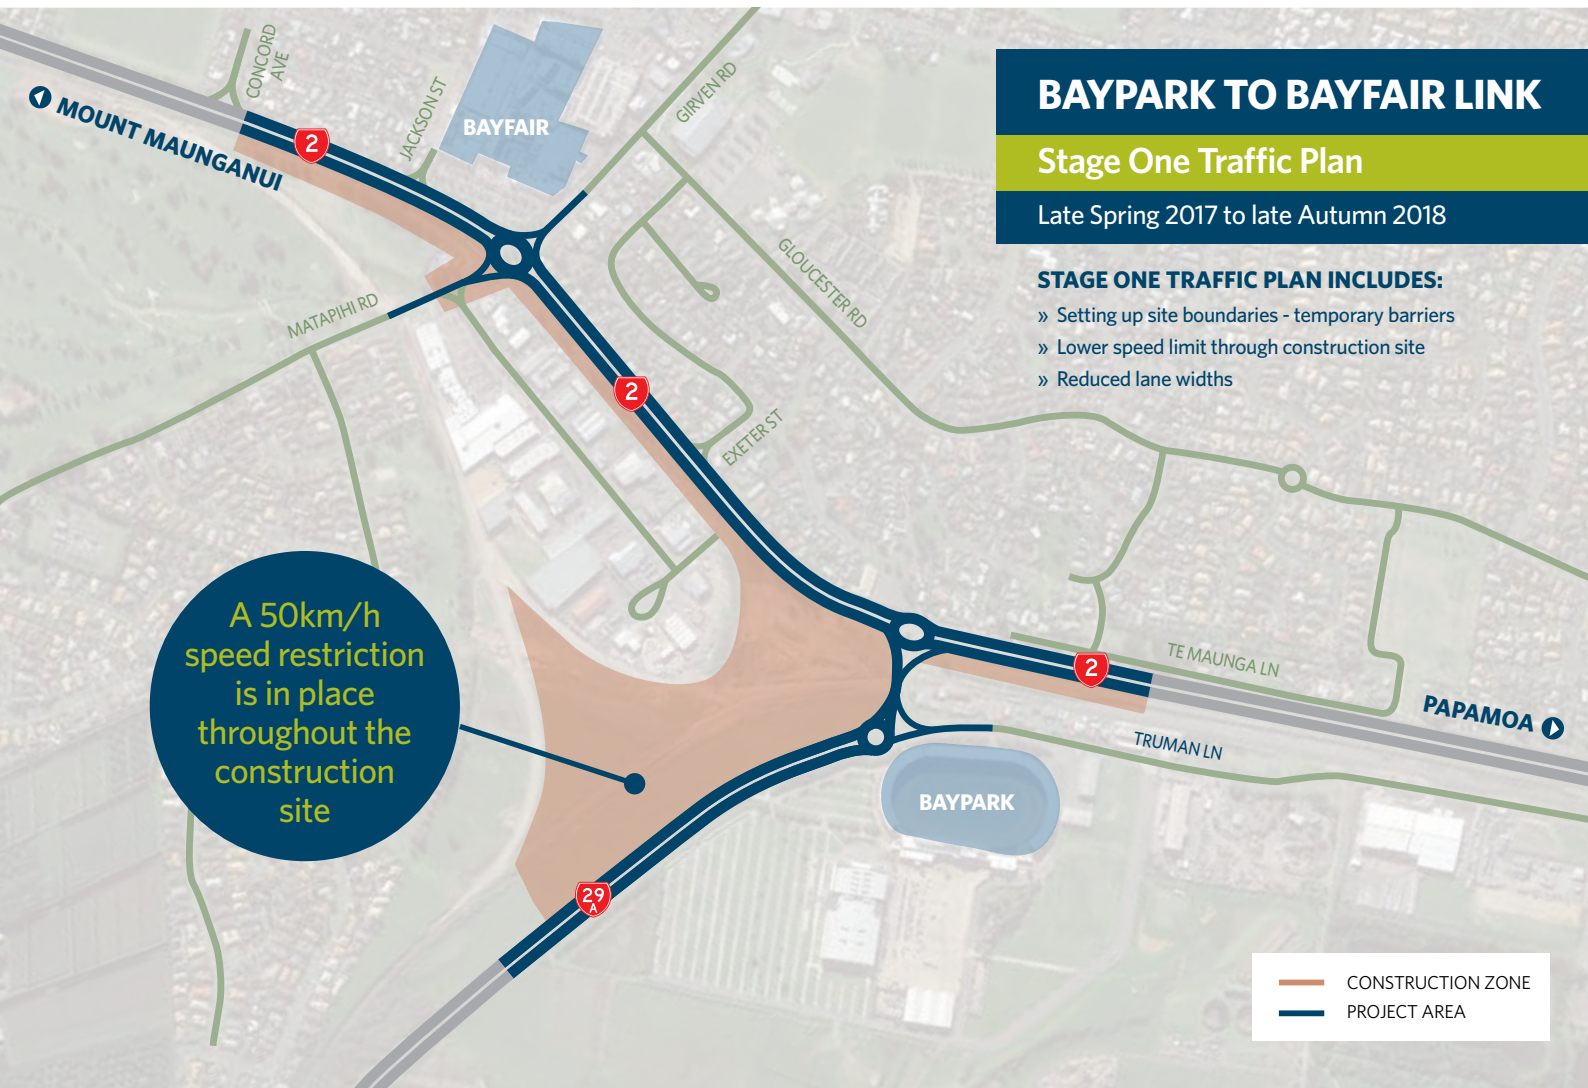 CONCORD
AVE
MOUNT MAUNGANUI
2
JACKSON ST
BAYFAIR
GIRVEN RD
BAYPARK TO BAYFAIR LINK
Stage One Traffic Plan
Late Spring 2017 to late Autumn 2018
STAGE ONE TRAFFIC PLAN INCLUDES:
» Setting up site boundaries - temporary barriers
» Lower speed limit through construction site
» Reduced lane widths
GLOUCESTER RD
MATAPIHI RD
2
EXETER ST
A 50km/h
speed restriction
is in place
throughout the
construction
site
2
TE MAUNGA LN
PAPAMOA
TRUMAN LN
BAYPARK
29
A
CONSTRUCTION ZONE
PROJECT AREA